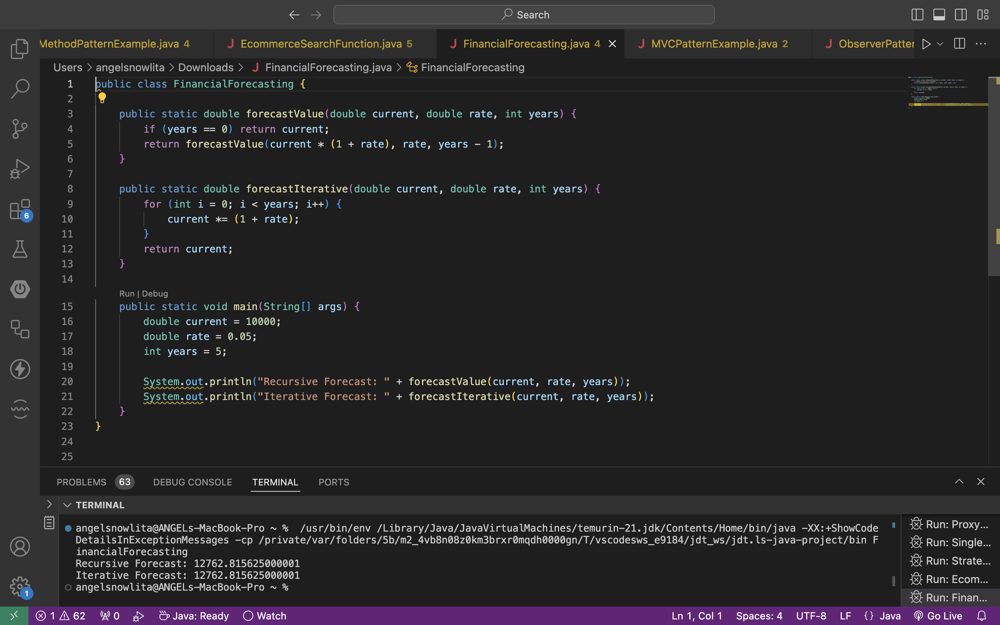 Search
MethodPatternExample.java 4
EcommerceSearchFunction.java 5
FinancialForecasting.java 4
MVCPatternExample.java 2
ObserverPatter
Users > angelsnowlita > Downloads > J FinancialForecasting.java > FinancialForecasting
1 public class FinancialForecasting {
2
3     public static double forecastValue(double current, double rate, int years) {
4         if (years == 0) return current;
5         return forecastValue(current * (1 + rate), rate, years - 1);
6     }
7
8     public static double forecastIterative(double current, double rate, int years) {
9         for (int i = 0; i < years; i++) {
10             current *= (1 + rate);
11         }
12         return current;
13     }
14
Run | Debug
15     public static void main(String[] args) {
16         double current = 10000;
17         double rate = 0.05;
18         int years = 5;
19
20         System.out.println("Recursive Forecast: " + forecastValue(current, rate, years));
21         System.out.println("Iterative Forecast: " + forecastIterative(current, rate, years));
22     }
23 }
24
25
6
1
PROBLEMS 63 DEBUG CONSOLE TERMINAL PORTS
TERMINAL
angelsnowlita@ANGELs-MacBook-Pro ~ %  /usr/bin/env /Library/Java/JavaVirtualMachines/temurin-21.jdk/Contents/Home/bin/java -XX:+ShowCode
DetailsInExceptionMessages -cp /private/var/folders/5b/m2_4vb8n08z0km3brxr0mqdh0000gn/T/vscodesws_e9184/jdt_ws/jdt.ls-java-project/bin F
inancialForecasting
Recursive Forecast: 12762.815625000001
Iterative Forecast: 12762.815625000001
angelsnowlita@ANGELs-MacBook-Pro ~ %
Run: Proxy...
Run: Single...
Run: Strate...
Run: Ecom...
Run: Finan...
1 62 0 Java: Ready Watch Ln 1, Col 1 Spaces: 4 UTF-8 LF {} Java Go Live